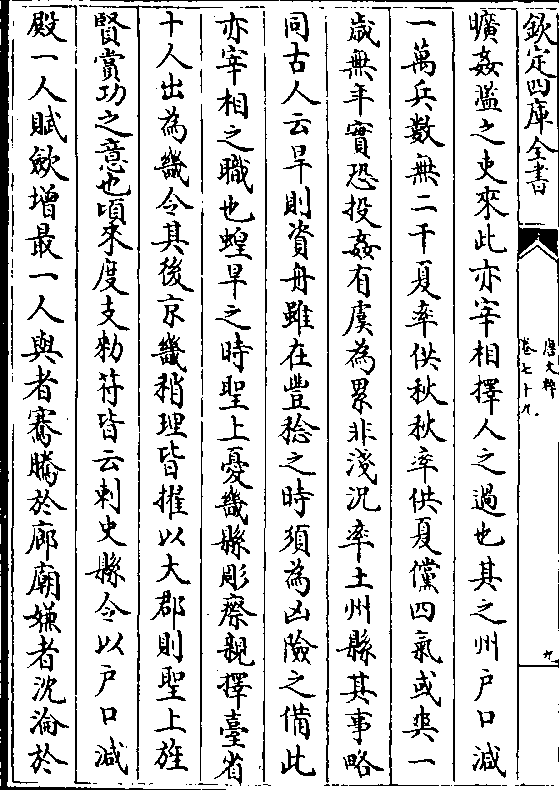 欽定四庫全書
唐文粹
卷七十九
九
曠姦濫之吏來此亦宰相擇人之過也其之州戶口減
一萬兵數無二千夏率供秋秋率供夏儻四氣或爽一
歲無年實恐投姦有虞為累非淺況率土州縣其事略
同古人云旱則資舟雖在豐稔之時須為凶險之備此
亦宰相之職也蝗旱之時聖上憂畿縣彫瘵親擇臺省
十人出為畿令其後京畿稍理皆擢以大郡則聖上旌
賢賞功之意也頃來度支勑符皆云刺史縣令以戶口減
殿一人賦斂增最一人與者騫騰於廊廟嫌者沈淪於